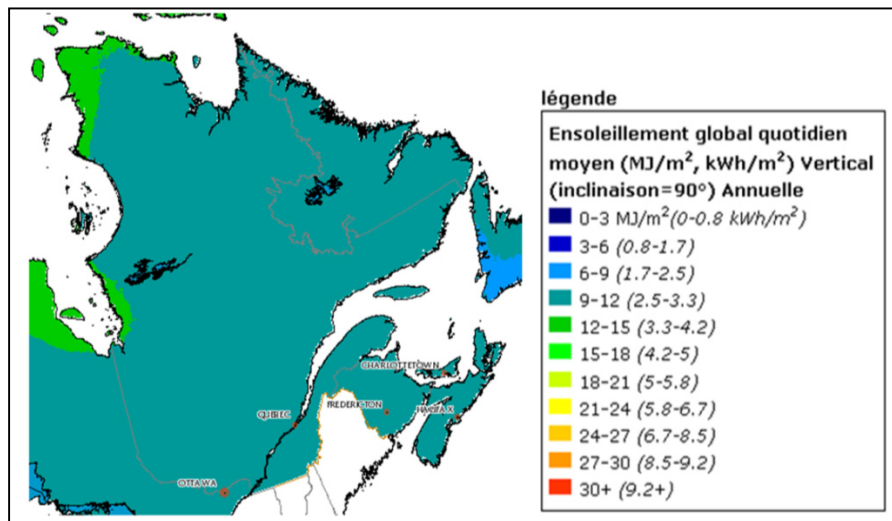 légende
Ensoleillement global quotidien
moyen (MJ/m², kWh/m²) Vertical
(inclinaison=90°) Annuelle
0-3 MJ/m²(0-0.8 kWh/m²)
3-6 (0.8-1.7)
6-9 (1.7-2.5)
9-12 (2.5-3.3)
12-15 (3.3-4.2)
15-18 (4.2-5)
18-21 (5-5.8)
21-24 (5.8-6.7)
24-27 (6.7-8.5)
27-30 (8.5-9.2)
30+ (9.2+)
CHARLOTTETOWN
FREDERICTON
HALIFAX
QUEBEC
OTTAWA